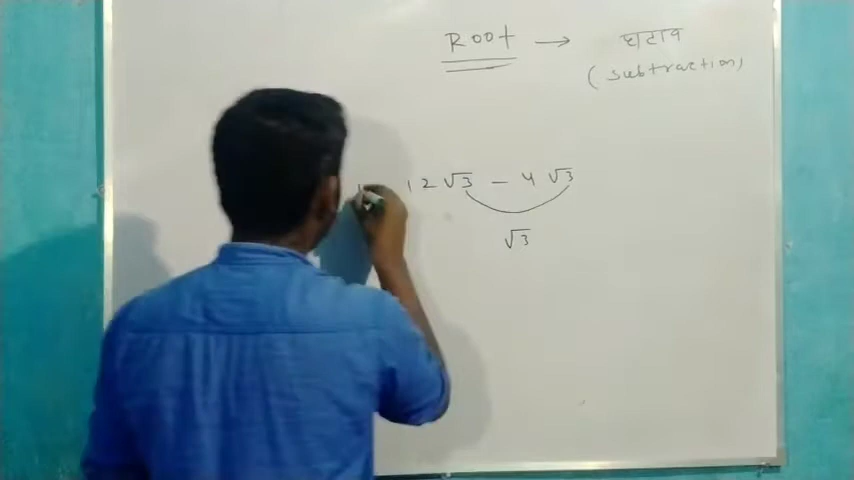 Root → घटाव
(subtraction)
12√3 - 4√3
√3